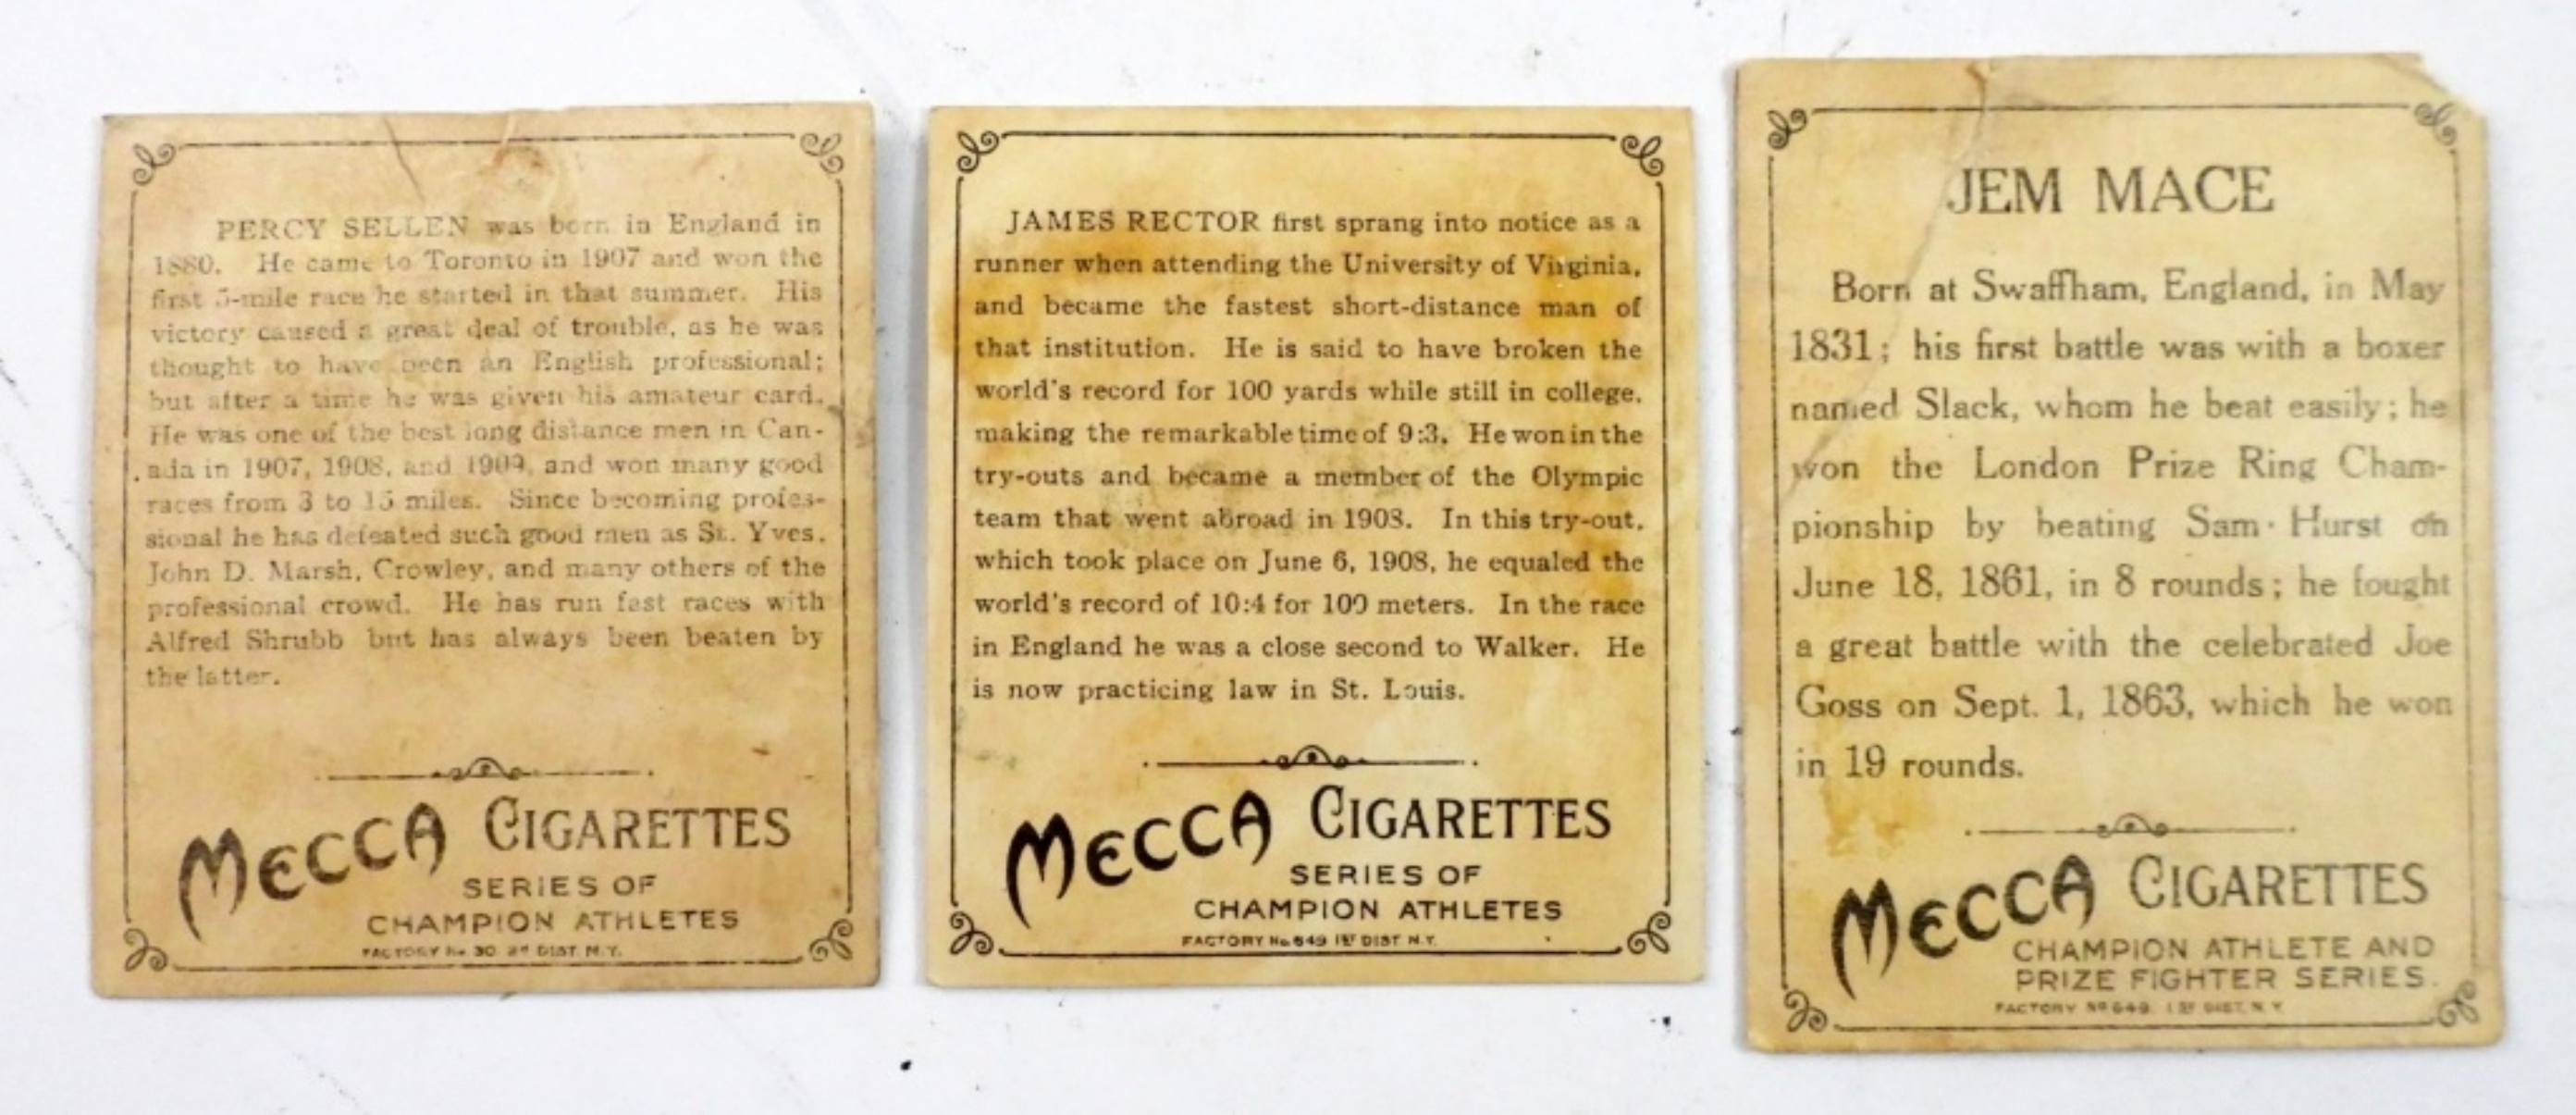 PERCY SELLEN was born in England in
1880. He came to Toronto in 1907 and won the
first 5-mile race he started in that summer. His
victory caused a great deal of trouble, as he was
thought to have been an English professional;
but after a time he was given his amateur card.
He was one of the best long distance men in Can-
ada in 1907, 1908, and 1909, and won many good
races from 3 to 15 miles. Since becoming profes-
sional he has defeated such good men as St. Yves,
John D. Marsh, Crowley, and many others of the
professional crowd. He has run fast races with
Alfred Shrubb but has always been beaten by
the latter.
MECCA CIGARETTES
SERIES OF
CHAMPION ATHLETES
FACTORY No. 30 2d DIST. N.Y.
JAMES RECTOR first sprang into notice as a
runner when attending the University of Virginia,
and became the fastest short-distance man of
that institution. He is said to have broken the
world's record for 100 yards while still in college,
making the remarkable time of 9:3. He won in the
try-outs and became a member of the Olympic
team that went abroad in 1908. In this try-out,
which took place on June 6, 1908, he equaled the
world's record of 10:4 for 100 meters. In the race
in England he was a close second to Walker. He
is now practicing law in St. Louis.
MECCA CIGARETTES
SERIES OF
CHAMPION ATHLETES
FACTORY No. 649 1ST DIST N.Y.
JEM MACE
Born at Swaffham, England, in May
1831; his first battle was with a boxer
named Slack, whom he beat easily; he
won the London Prize Ring Cham-
pionship by beating Sam Hurst on
June 18, 1861, in 8 rounds; he fought
a great battle with the celebrated Joe
Goss on Sept. 1, 1863, which he won
in 19 rounds.
MECCA CIGARETTES
CHAMPION ATHLETE AND
PRIZE FIGHTER SERIES.
FACTORY No 649. 1ST DIST. N.Y.